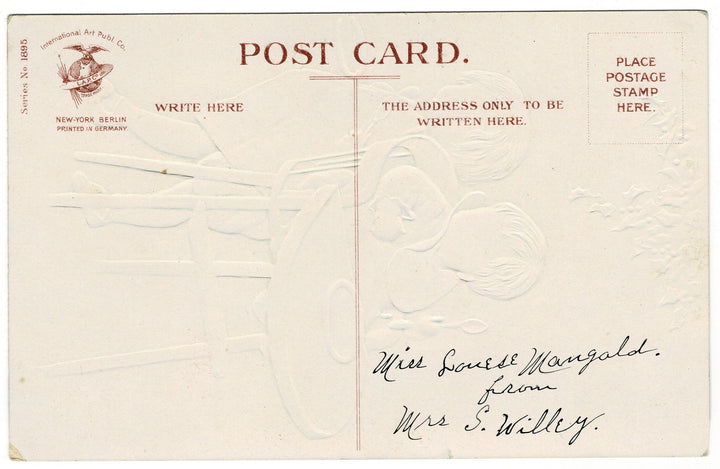 Series No 1895
International Art Publ. Co.
NEW-YORK BERLIN
PRINTED IN GERMANY
POST CARD.
WRITE HERE
THE ADDRESS ONLY TO BE
WRITTEN HERE.
PLACE
POSTAGE
STAMP
HERE.
Miss Louese Mangold.
from
Mrs S. Willey.